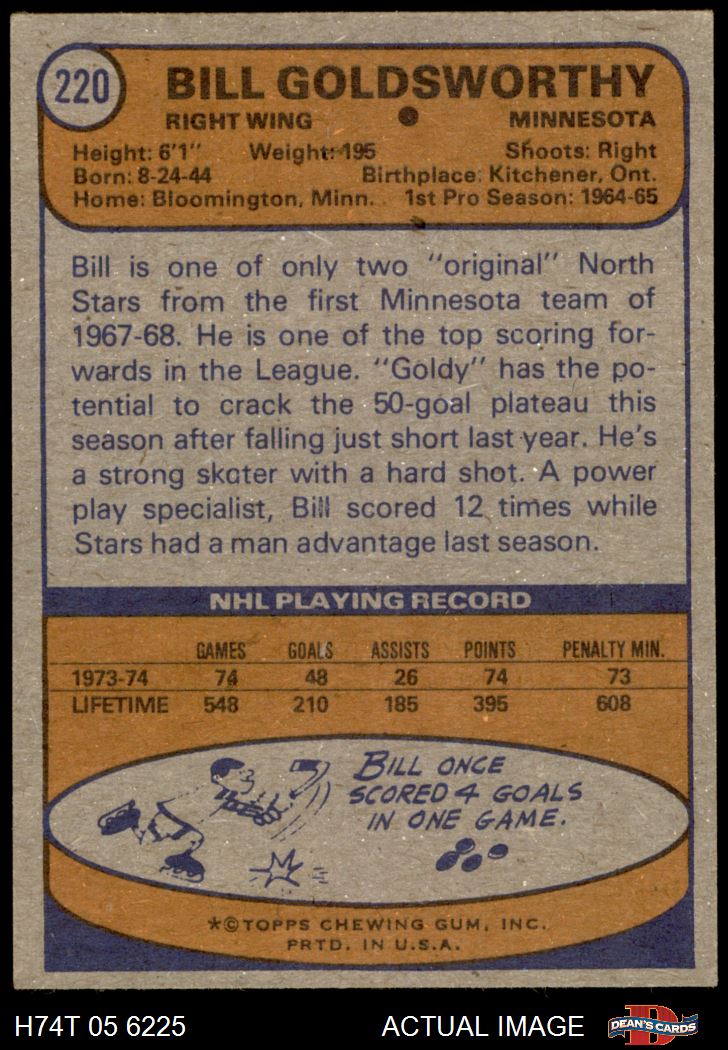 220
BILL GOLDSWORTHY
RIGHT WING ● MINNESOTA
Height: 6'1" Weight: 195 Shoots: Right
Born: 8-24-44 Birthplace: Kitchener, Ont.
Home: Bloomington, Minn. 1st Pro Season: 1964-65
Bill is one of only two "original" North
Stars from the first Minnesota team of
1967-68. He is one of the top scoring for-
wards in the League. "Goldy" has the po-
tential to crack the 50-goal plateau this
season after falling just short last year. He's
a strong skater with a hard shot. A power
play specialist, Bill scored 12 times while
Stars had a man advantage last season.
NHL PLAYING RECORD
GAMES GOALS ASSISTS POINTS PENALTY MIN.
1973-74 74 48 26 74 73
LIFETIME 548 210 185 395 608
BILL ONCE
SCORED 4 GOALS
IN ONE GAME.
*©TOPPS CHEWING GUM, INC.
PRTD. IN U.S.A.
H74T 05 6225 ACTUAL IMAGE
D
DEAN'S CARDS